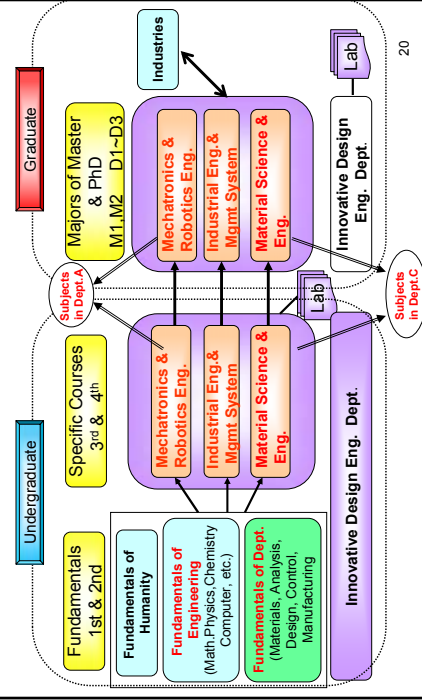 Undergraduate
Graduate
Fundamentals
1st & 2nd
Specific Courses
3rd & 4th
Majors of Master
& PhD
M1.M2 D1~D3
Subjects
in Dept.A
Industries
Fundamentals of
Humanity
Fundamentals of
Engineering
(Math.Physics,Chemistry
Computer, etc.)
Fundamentals of Dept.
(Materials, Analysis,
Design, Control,
Manufacturing
Mechatronics &
Robotics Eng.
Industrial Eng.&
Mgmt System
Material Science &
Eng.
Mechatronics &
Robotics Eng.
Industrial Eng.&
Mgmt System
Material Science &
Eng.
Lab
Lab
Innovative Design Eng. Dept.
Innovative Design
Eng. Dept.
Subjects
in Dept.C
20